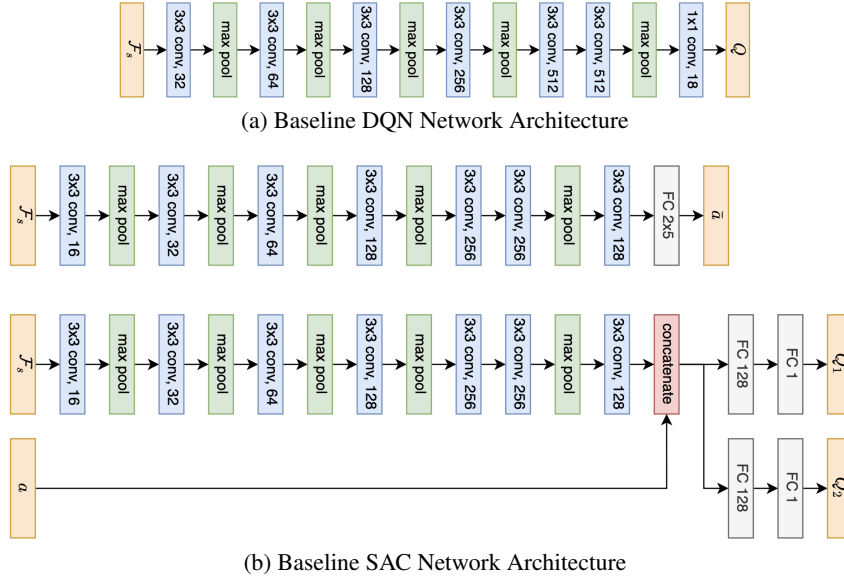 ℱₛ
3x3 conv, 32
max pool
3x3 conv, 64
max pool
3x3 conv, 128
max pool
3x3 conv, 256
max pool
3x3 conv, 512
3x3 conv, 512
max pool
1x1 conv, 18
Q
(a) Baseline DQN Network Architecture
ℱₛ
3x3 conv, 16
max pool
3x3 conv, 32
max pool
3x3 conv, 64
max pool
3x3 conv, 128
max pool
3x3 conv, 256
3x3 conv, 256
max pool
3x3 conv, 128
FC 2x5
ā
ℱₛ
3x3 conv, 16
max pool
3x3 conv, 32
max pool
3x3 conv, 64
max pool
3x3 conv, 128
max pool
3x3 conv, 256
3x3 conv, 256
max pool
3x3 conv, 128
concatenate
FC 128
FC 1
Q₁
a
FC 128
FC 1
Q₂
(b) Baseline SAC Network Architecture